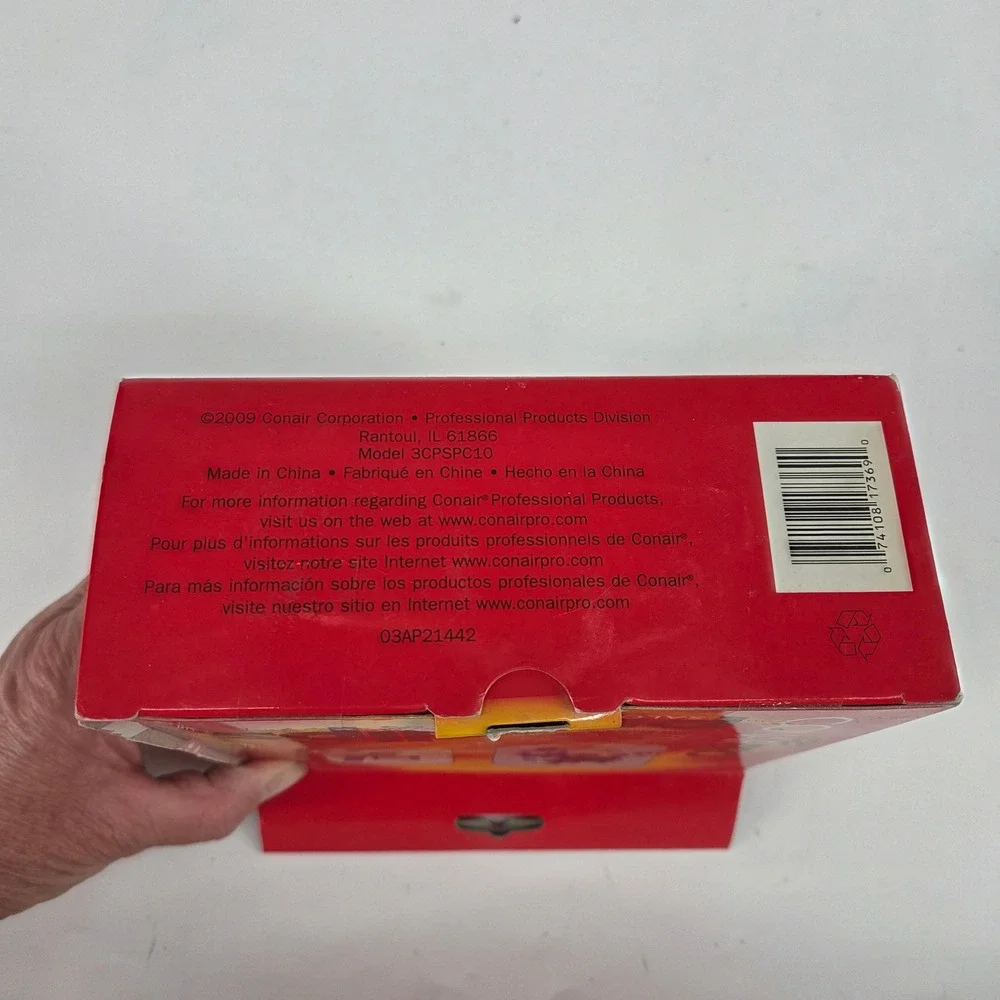 ©2009 Conair Corporation • Professional Products Division
Rantoul, IL 61866
Model 3CPSPC10
Made in China • Fabriqué en Chine • Hecho en la China
For more information regarding Conair® Professional Products,
visit us on the web at www.conairpro.com
Pour plus d'informations sur les produits professionnels de Conair®,
visitez notre site Internet www.conairpro.com
Para más información sobre los productos profesionales de Conair®,
visite nuestro sitio en Internet www.conairpro.com
03AP21442
0 74108 17369 0